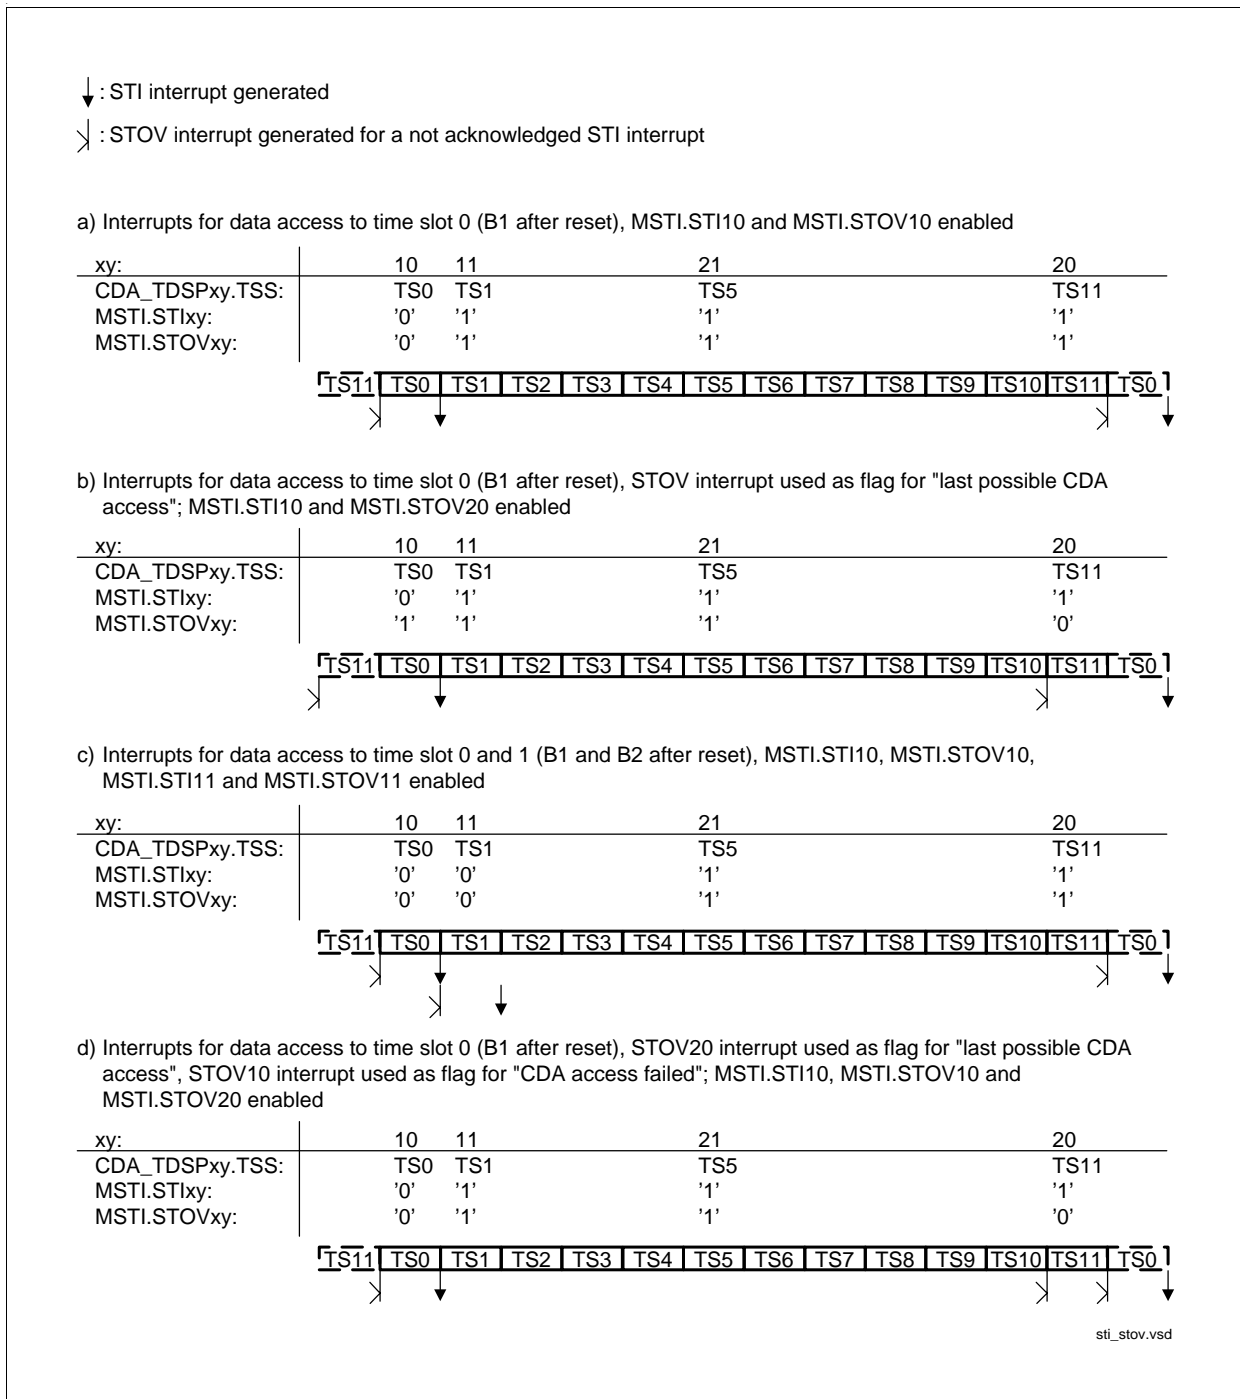 : STI interrupt generated
: STOV interrupt generated for a not acknowledged STI interrupt
a) Interrupts for data access to time slot 0 (B1 after reset), MSTI.STI10 and MSTI.STOV10 enabled
xy: 10 11 21 20
CDA_TDSPxy.TSS: TS0 TS1 TS5 TS11
MSTI.STIxy: '0' '1' '1' '1'
MSTI.STOVxy: '0' '1' '1' '1'
TS11 TS0 TS1 TS2 TS3 TS4 TS5 TS6 TS7 TS8 TS9 TS10 TS11 TS0
b) Interrupts for data access to time slot 0 (B1 after reset), STOV interrupt used as flag for "last possible CDA
access"; MSTI.STI10 and MSTI.STOV20 enabled
xy: 10 11 21 20
CDA_TDSPxy.TSS: TS0 TS1 TS5 TS11
MSTI.STIxy: '0' '1' '1' '1'
MSTI.STOVxy: '1' '1' '1' '0'
TS11 TS0 TS1 TS2 TS3 TS4 TS5 TS6 TS7 TS8 TS9 TS10 TS11 TS0
c) Interrupts for data access to time slot 0 and 1 (B1 and B2 after reset), MSTI.STI10, MSTI.STOV10,
MSTI.STI11 and MSTI.STOV11 enabled
xy: 10 11 21 20
CDA_TDSPxy.TSS: TS0 TS1 TS5 TS11
MSTI.STIxy: '0' '0' '1' '1'
MSTI.STOVxy: '0' '0' '1' '1'
TS11 TS0 TS1 TS2 TS3 TS4 TS5 TS6 TS7 TS8 TS9 TS10 TS11 TS0
d) Interrupts for data access to time slot 0 (B1 after reset), STOV20 interrupt used as flag for "last possible CDA
access", STOV10 interrupt used as flag for "CDA access failed"; MSTI.STI10, MSTI.STOV10 and
MSTI.STOV20 enabled
xy: 10 11 21 20
CDA_TDSPxy.TSS: TS0 TS1 TS5 TS11
MSTI.STIxy: '0' '1' '1' '1'
MSTI.STOVxy: '0' '1' '1' '0'
TS11 TS0 TS1 TS2 TS3 TS4 TS5 TS6 TS7 TS8 TS9 TS10 TS11 TS0
sti_stov.vsd